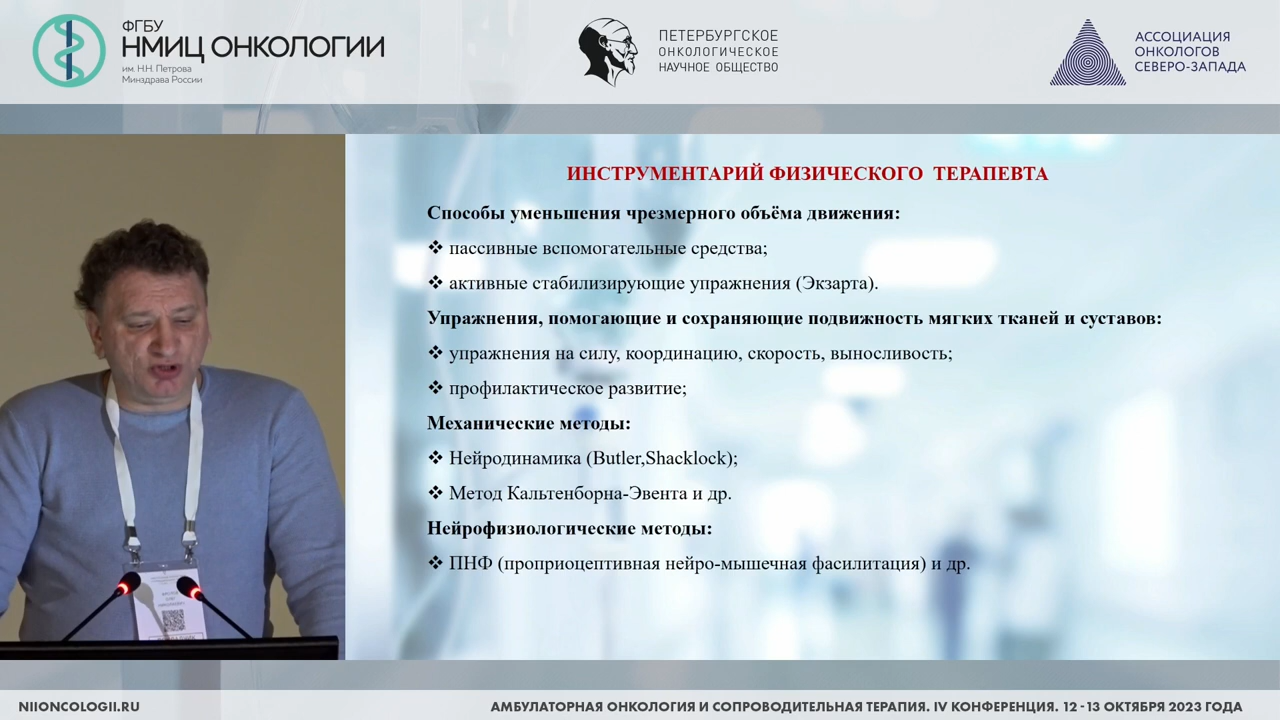 ФГБУ
НМИЦ ОНКОЛОГИИ
им. Н.Н. Петрова
Минздрава России
ПЕТЕРБУРГСКОЕ
ОНКОЛОГИЧЕСКОЕ
НАУЧНОЕ ОБЩЕСТВО
АССОЦИАЦИЯ
ОНКОЛОГОВ
СЕВЕРО-ЗАПАДА
ИНСТРУМЕНТАРИЙ ФИЗИЧЕСКОГО ТЕРАПЕВТА
Способы уменьшения чрезмерного объёма движения:
❖ пассивные вспомогательные средства;
❖ активные стабилизирующие упражнения (Экзарта).
Упражнения, помогающие и сохраняющие подвижность мягких тканей и суставов:
❖ упражнения на силу, координацию, скорость, выносливость;
❖ профилактическое развитие;
Механические методы:
❖ Нейродинамика (Butler,Shacklock);
❖ Метод Кальтенборна-Эвента и др.
Нейрофизиологические методы:
❖ ПНФ (проприоцептивная нейро-мышечная фасилитация) и др.
NIIONCOLOGII.RU
АМБУЛАТОРНАЯ ОНКОЛОГИЯ И СОПРОВОДИТЕЛЬНАЯ ТЕРАПИЯ. IV КОНФЕРЕНЦИЯ. 12-13 ОКТЯБРЯ 2023 ГОДА